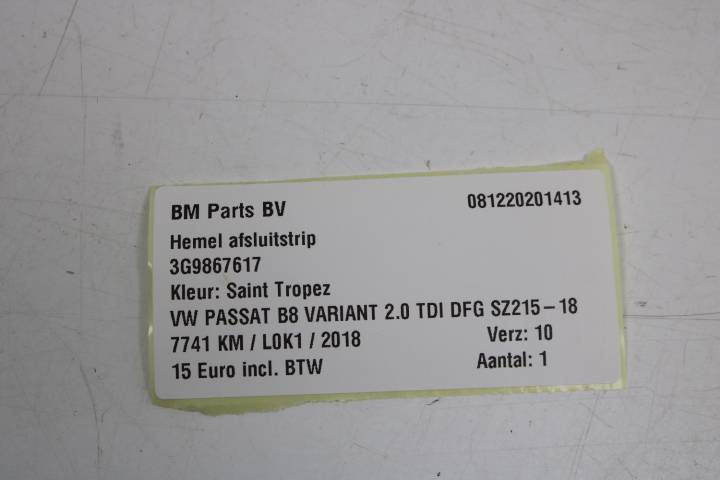 BM Parts BV 081220201413
Hemel afsluitstrip
3G9867617
Kleur: Saint Tropez
VW PASSAT B8 VARIANT 2.0 TDI DFG SZ215-18
7741 KM / L0K1 / 2018 Verz: 10
15 Euro incl. BTW Aantal: 1